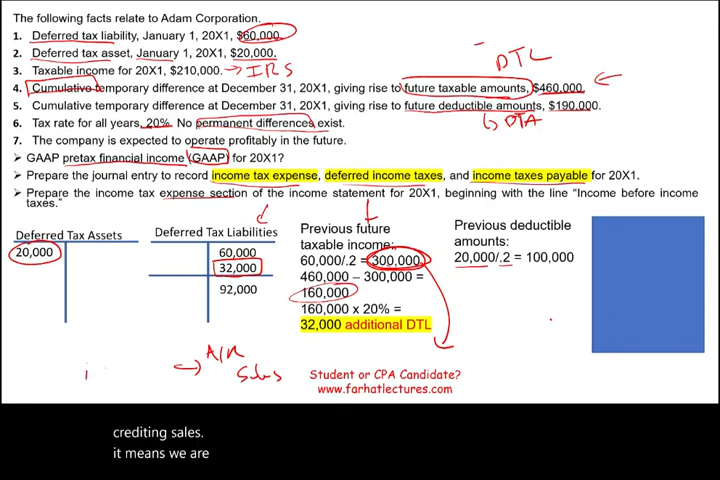 The following facts relate to Adam Corporation.
1. Deferred tax liability, January 1, 20X1, $60,000.
2. Deferred tax asset, January 1, 20X1, $20,000.
DTL
3. Taxable income for 20X1, $210,000. → IRS
4. Cumulative temporary difference at December 31, 20X1, giving rise to future taxable amounts, $460,000.
5. Cumulative temporary difference at December 31, 20X1, giving rise to future deductible amounts, $190,000.
6. Tax rate for all years, 20%. No permanent differences exist.
DTA
7. The company is expected to operate profitably in the future.
➢ GAAP pretax financial income (GAAP) for 20X1?
➢ Prepare the journal entry to record income tax expense, deferred income taxes, and income taxes payable for 20X1.
➢ Prepare the income tax expense section of the income statement for 20X1, beginning with the line “Income before income
taxes.”
Deferred Tax Assets
20,000
Deferred Tax Liabilities
60,000
32,000
92,000
Previous future
taxable income:
60,000/.2 = 300,000
460,000 – 300,000 =
160,000
160,000 x 20% =
32,000 additional DTL
Previous deductible
amounts:
20,000/.2 = 100,000
→ A/R
Sales
Student or CPA Candidate?
www.farhatlectures.com
crediting sales.
it means we are